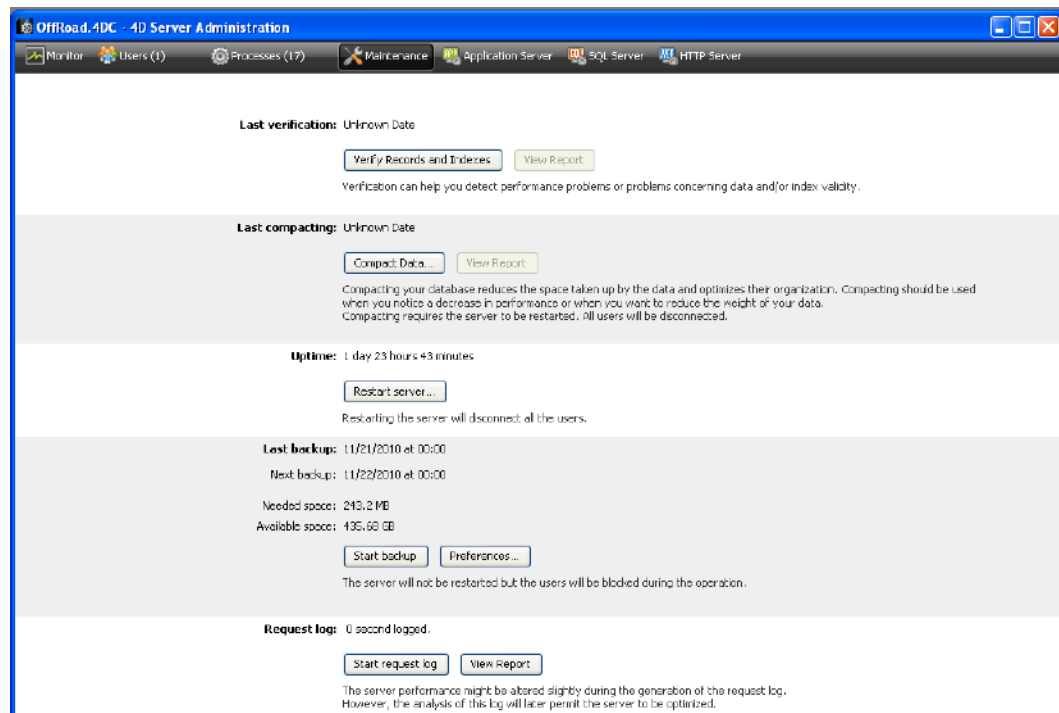 OffRoad.4DC - 4D Server Administration
Monitor Users (1) Processes (17) Maintenance Application Server SQL Server HTTP Server
Last verification: Unknown Date
Verify Records and Indexes View Report
Verification can help you detect performance problems or problems concerning data and/or index validity.
Last compacting: Unknown Date
Compact Data... View Report
Compacting your database reduces the space taken up by the data and optimizes their organization. Compacting should be used
when you notice a decrease in performance or when you want to reduce the weight of your data.
Compacting requires the server to be restarted. All users will be disconnected.
Uptime: 1 day 23 hours 43 minutes
Restart server...
Restarting the server will disconnect all the users.
Last backup: 11/21/2010 at 00:00
Next backup: 11/22/2010 at 00:00
Needed space: 243.2 MB
Available space: 435.68 GB
Start backup Preferences...
The server will not be restarted but the users will be blocked during the operation.
Request log: 0 second logged.
Start request log View Report
The server performance might be altered slightly during the generation of the request log.
However, the analysis of this log will later permit the server to be optimized.